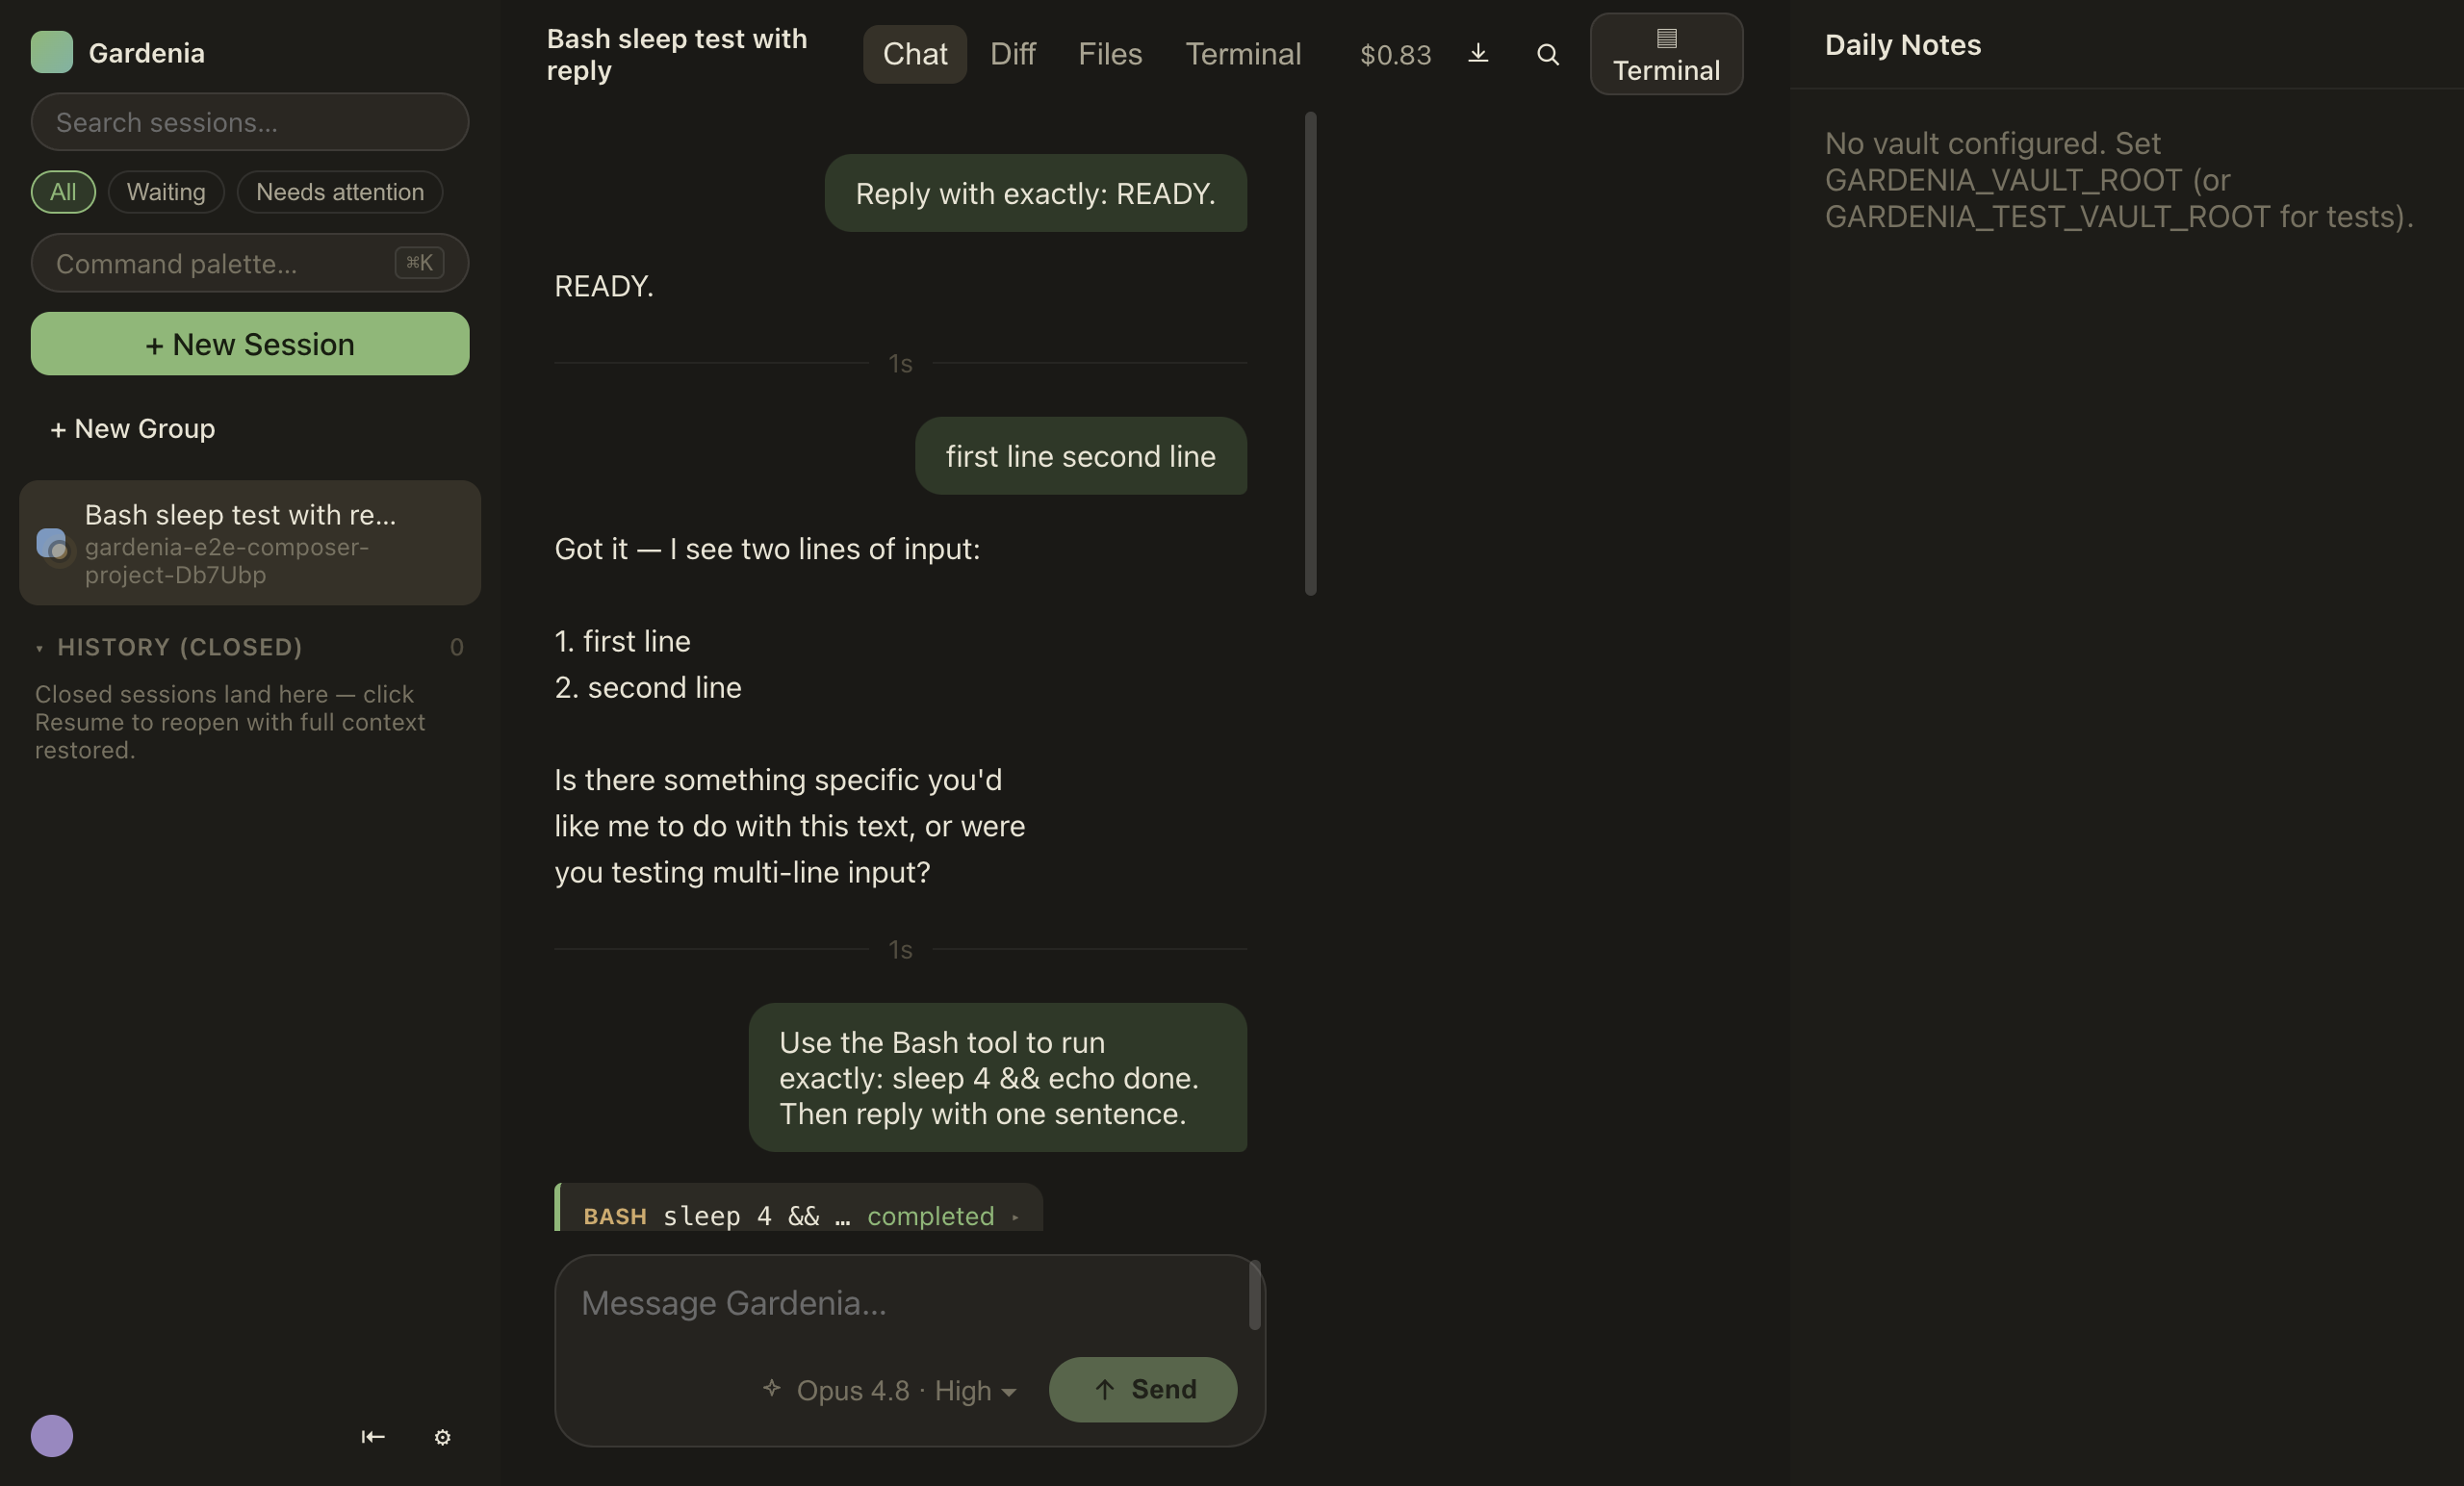 Gardenia
Search sessions...
All
Waiting
Needs attention
Command palette...
⌘K
+ New Session
+ New Group
Bash sleep test with re...
gardenia-e2e-composer-
project-Db7Ubp
HISTORY (CLOSED)
0
Closed sessions land here — click
Resume to reopen with full context
restored.
Bash sleep test with
reply
Chat
Diff
Files
Terminal
$0.83
Terminal
Reply with exactly: READY.
READY.
1s
first line second line
Got it — I see two lines of input:
1. first line
2. second line
Is there something specific you'd
like me to do with this text, or were
you testing multi-line input?
1s
Use the Bash tool to run
exactly: sleep 4 && echo done.
Then reply with one sentence.
BASH sleep 4 && … completed
Message Gardenia...
Opus 4.8 · High
Send
Daily Notes
No vault configured. Set
GARDENIA_VAULT_ROOT (or
GARDENIA_TEST_VAULT_ROOT for tests).